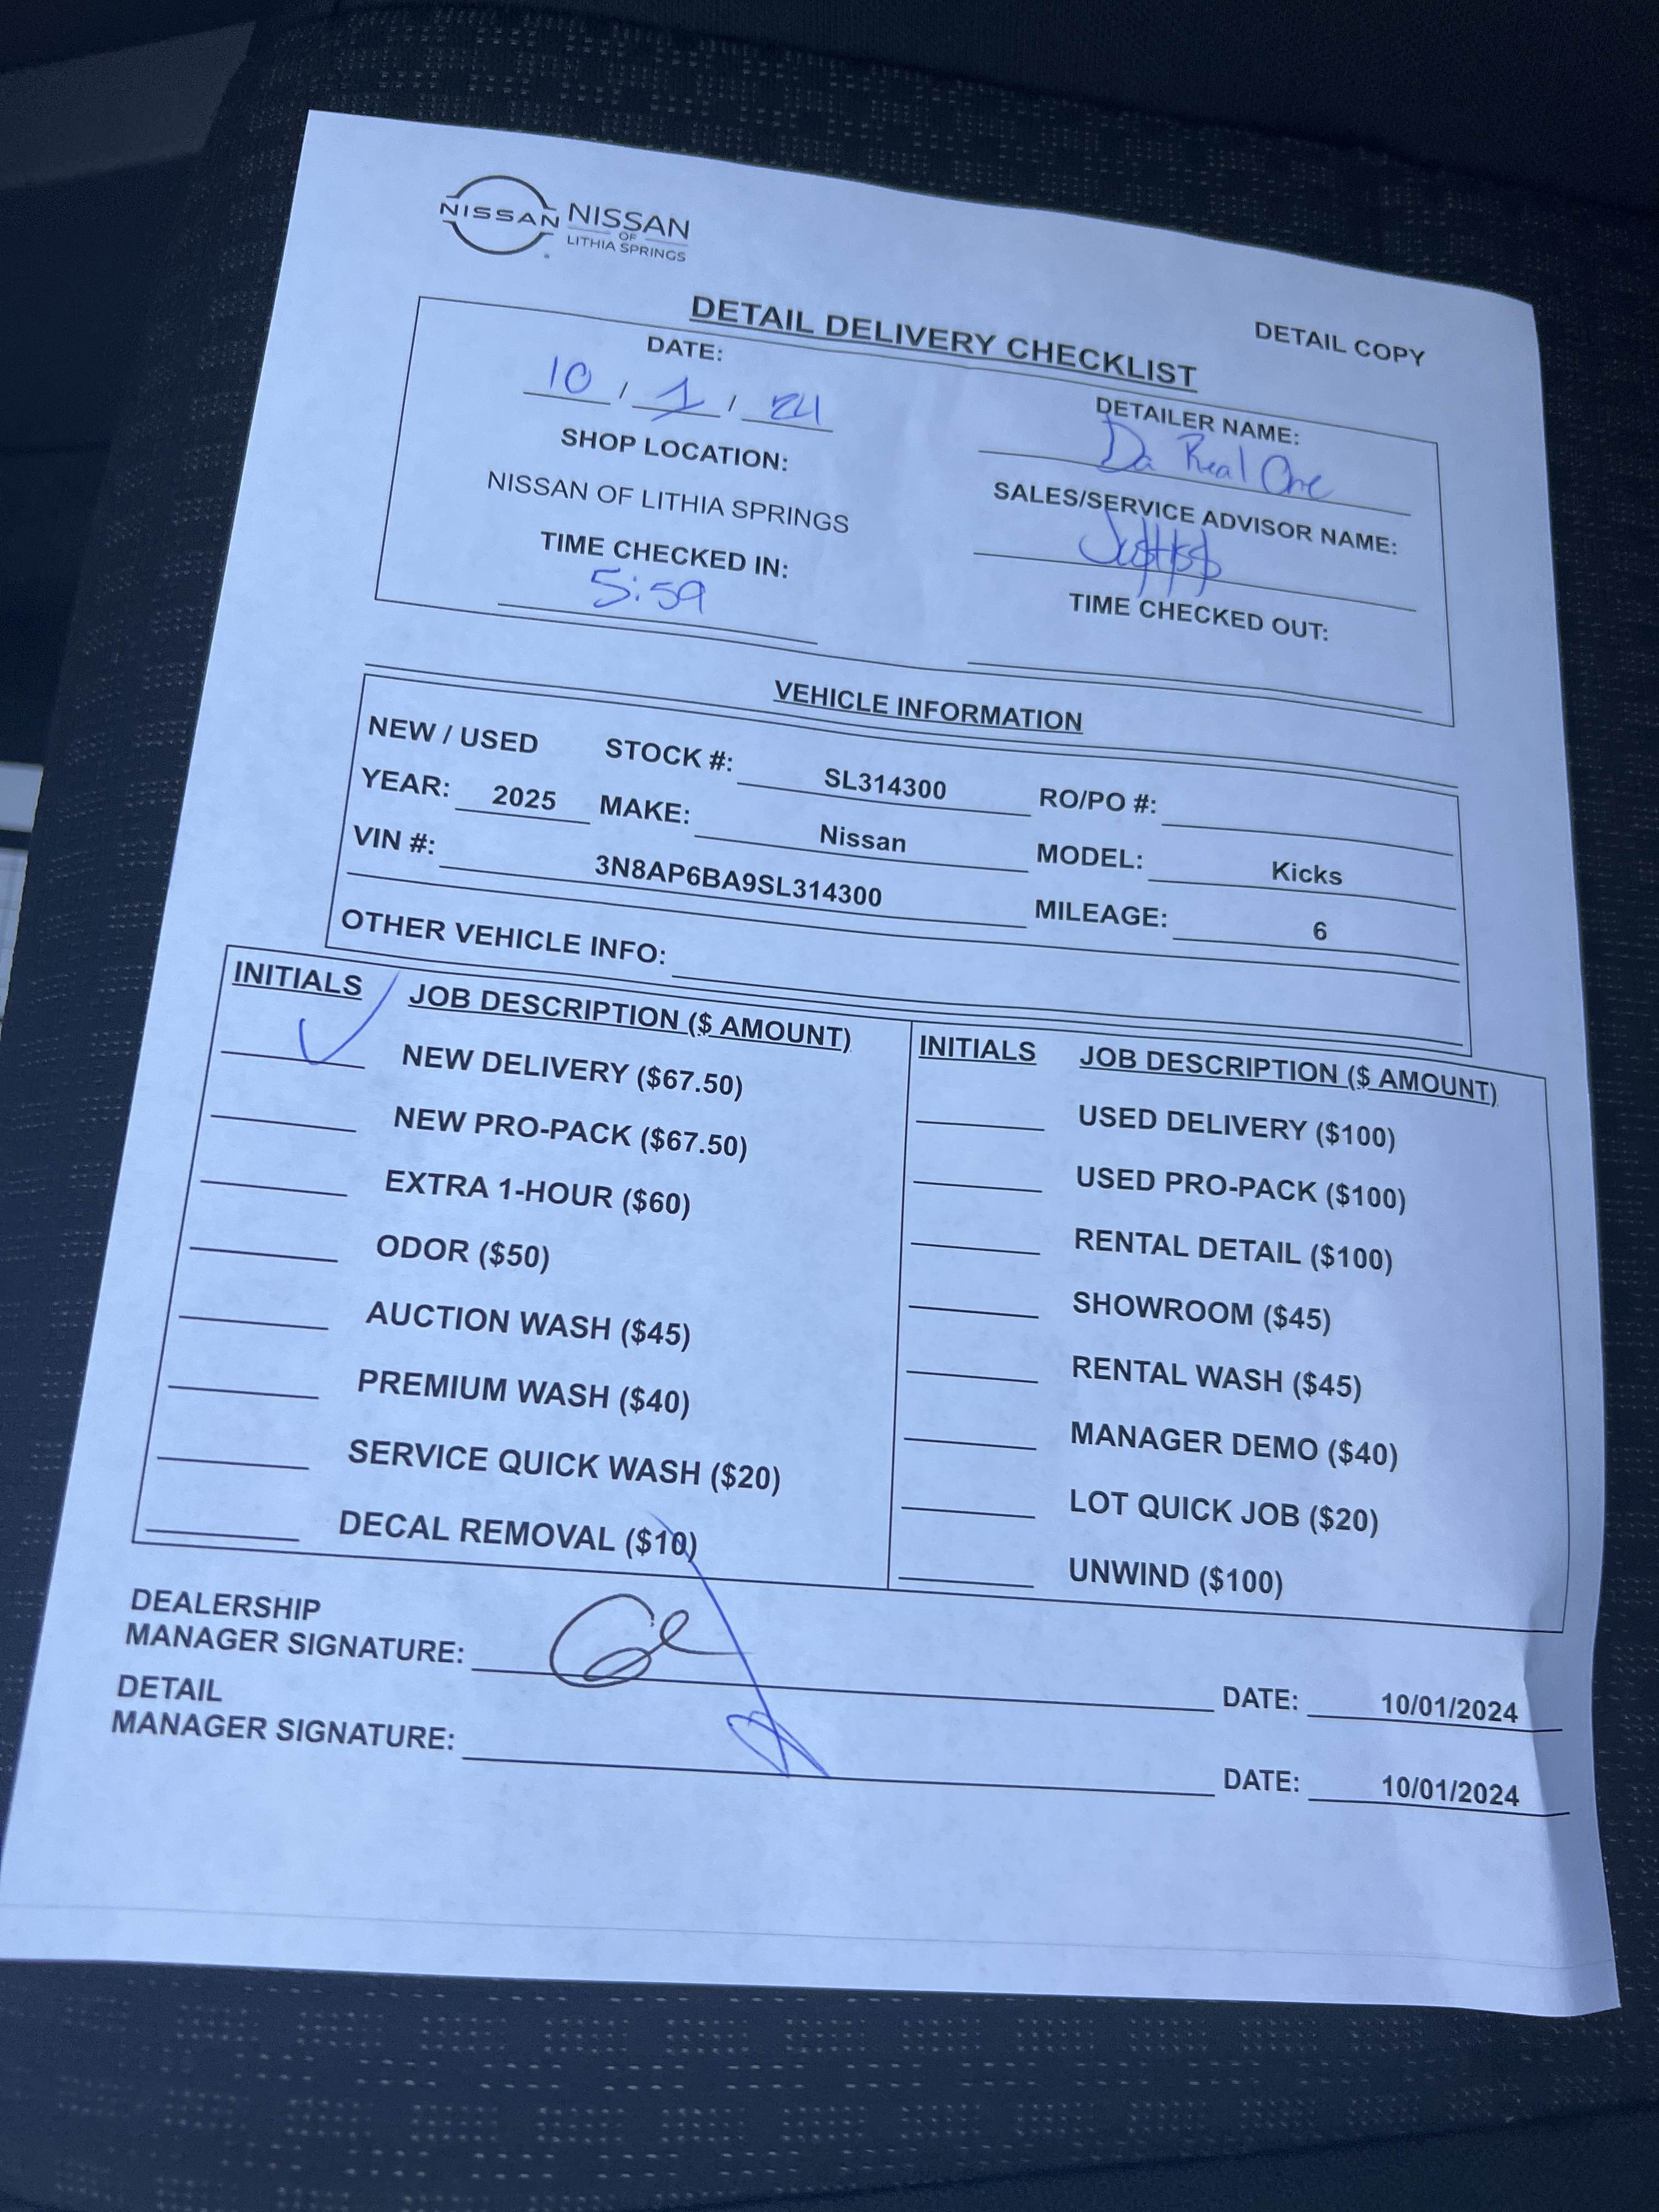 NISSAN NISSAN
OF
LITHIA SPRINGS
DETAIL COPY
DETAIL DELIVERY CHECKLIST
DATE:
10 / 1 / 24
SHOP LOCATION:
NISSAN OF LITHIA SPRINGS
TIME CHECKED IN:
5:59
DETAILER NAME:
Da Real One
SALES/SERVICE ADVISOR NAME:
TIME CHECKED OUT:
VEHICLE INFORMATION
NEW / USED STOCK #: SL314300 RO/PO #:
YEAR: 2025 MAKE: Nissan MODEL: Kicks
VIN #: 3N8AP6BA9SL314300 MILEAGE: 6
OTHER VEHICLE INFO:
INITIALS JOB DESCRIPTION ($ AMOUNT)
NEW DELIVERY ($67.50)
NEW PRO-PACK ($67.50)
EXTRA 1-HOUR ($60)
ODOR ($50)
AUCTION WASH ($45)
PREMIUM WASH ($40)
SERVICE QUICK WASH ($20)
DECAL REMOVAL ($10)
INITIALS JOB DESCRIPTION ($ AMOUNT)
USED DELIVERY ($100)
USED PRO-PACK ($100)
RENTAL DETAIL ($100)
SHOWROOM ($45)
RENTAL WASH ($45)
MANAGER DEMO ($40)
LOT QUICK JOB ($20)
UNWIND ($100)
DEALERSHIP
MANAGER SIGNATURE: DATE: 10/01/2024
DETAIL
MANAGER SIGNATURE: DATE: 10/01/2024